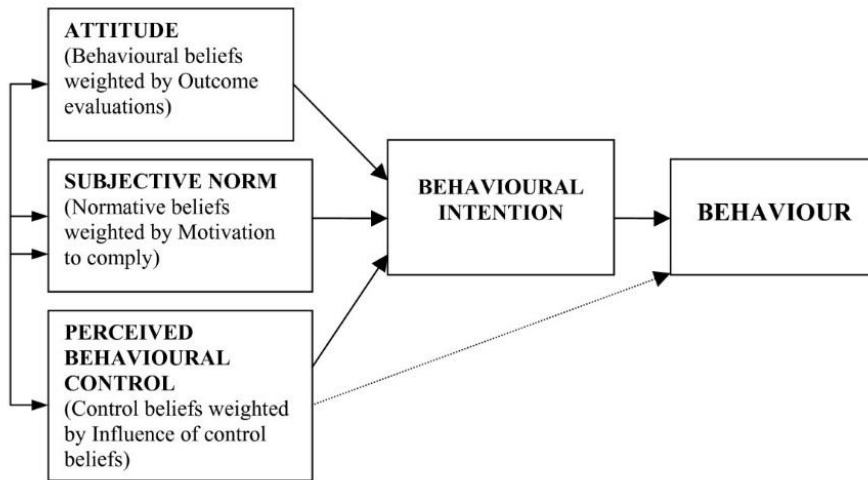 ATTITUDE
(Behavioural beliefs
weighted by Outcome
evaluations)
SUBJECTIVE NORM
(Normative beliefs
weighted by Motivation
to comply)
PERCEIVED
BEHAVIOURAL
CONTROL
(Control beliefs weighted
by Influence of control
beliefs)
BEHAVIOURAL
INTENTION
BEHAVIOUR